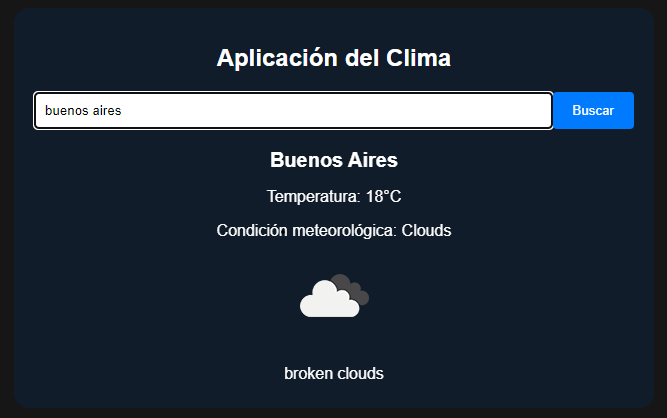 Aplicación del Clima
buenos aires
Buscar
Buenos Aires
Temperatura: 18°C
Condición meteorológica: Clouds
broken clouds